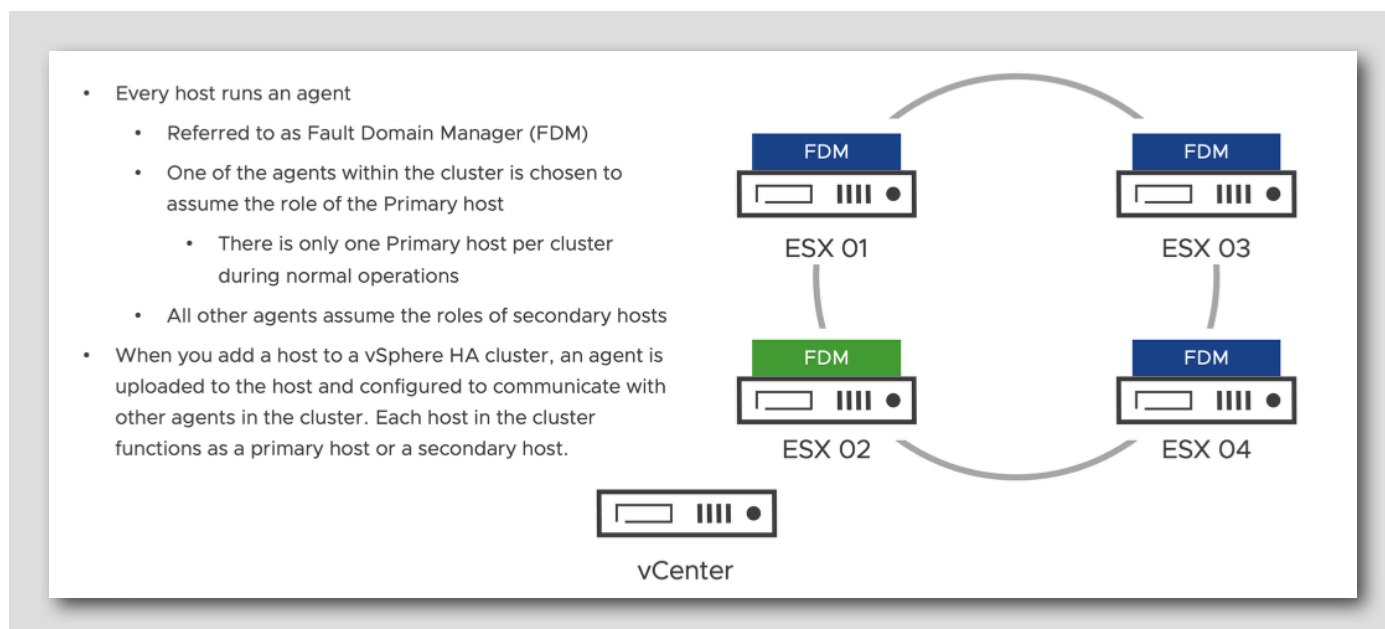 • Every host runs an agent
• Referred to as Fault Domain Manager (FDM)
• One of the agents within the cluster is chosen to
assume the role of the Primary host
• There is only one Primary host per cluster
during normal operations
• All other agents assume the roles of secondary hosts
• When you add a host to a vSphere HA cluster, an agent is
uploaded to the host and configured to communicate with
other agents in the cluster. Each host in the cluster
functions as a primary host or a secondary host.
FDM
ESX 01
FDM
ESX 03
FDM
ESX 02
FDM
ESX 04
vCenter